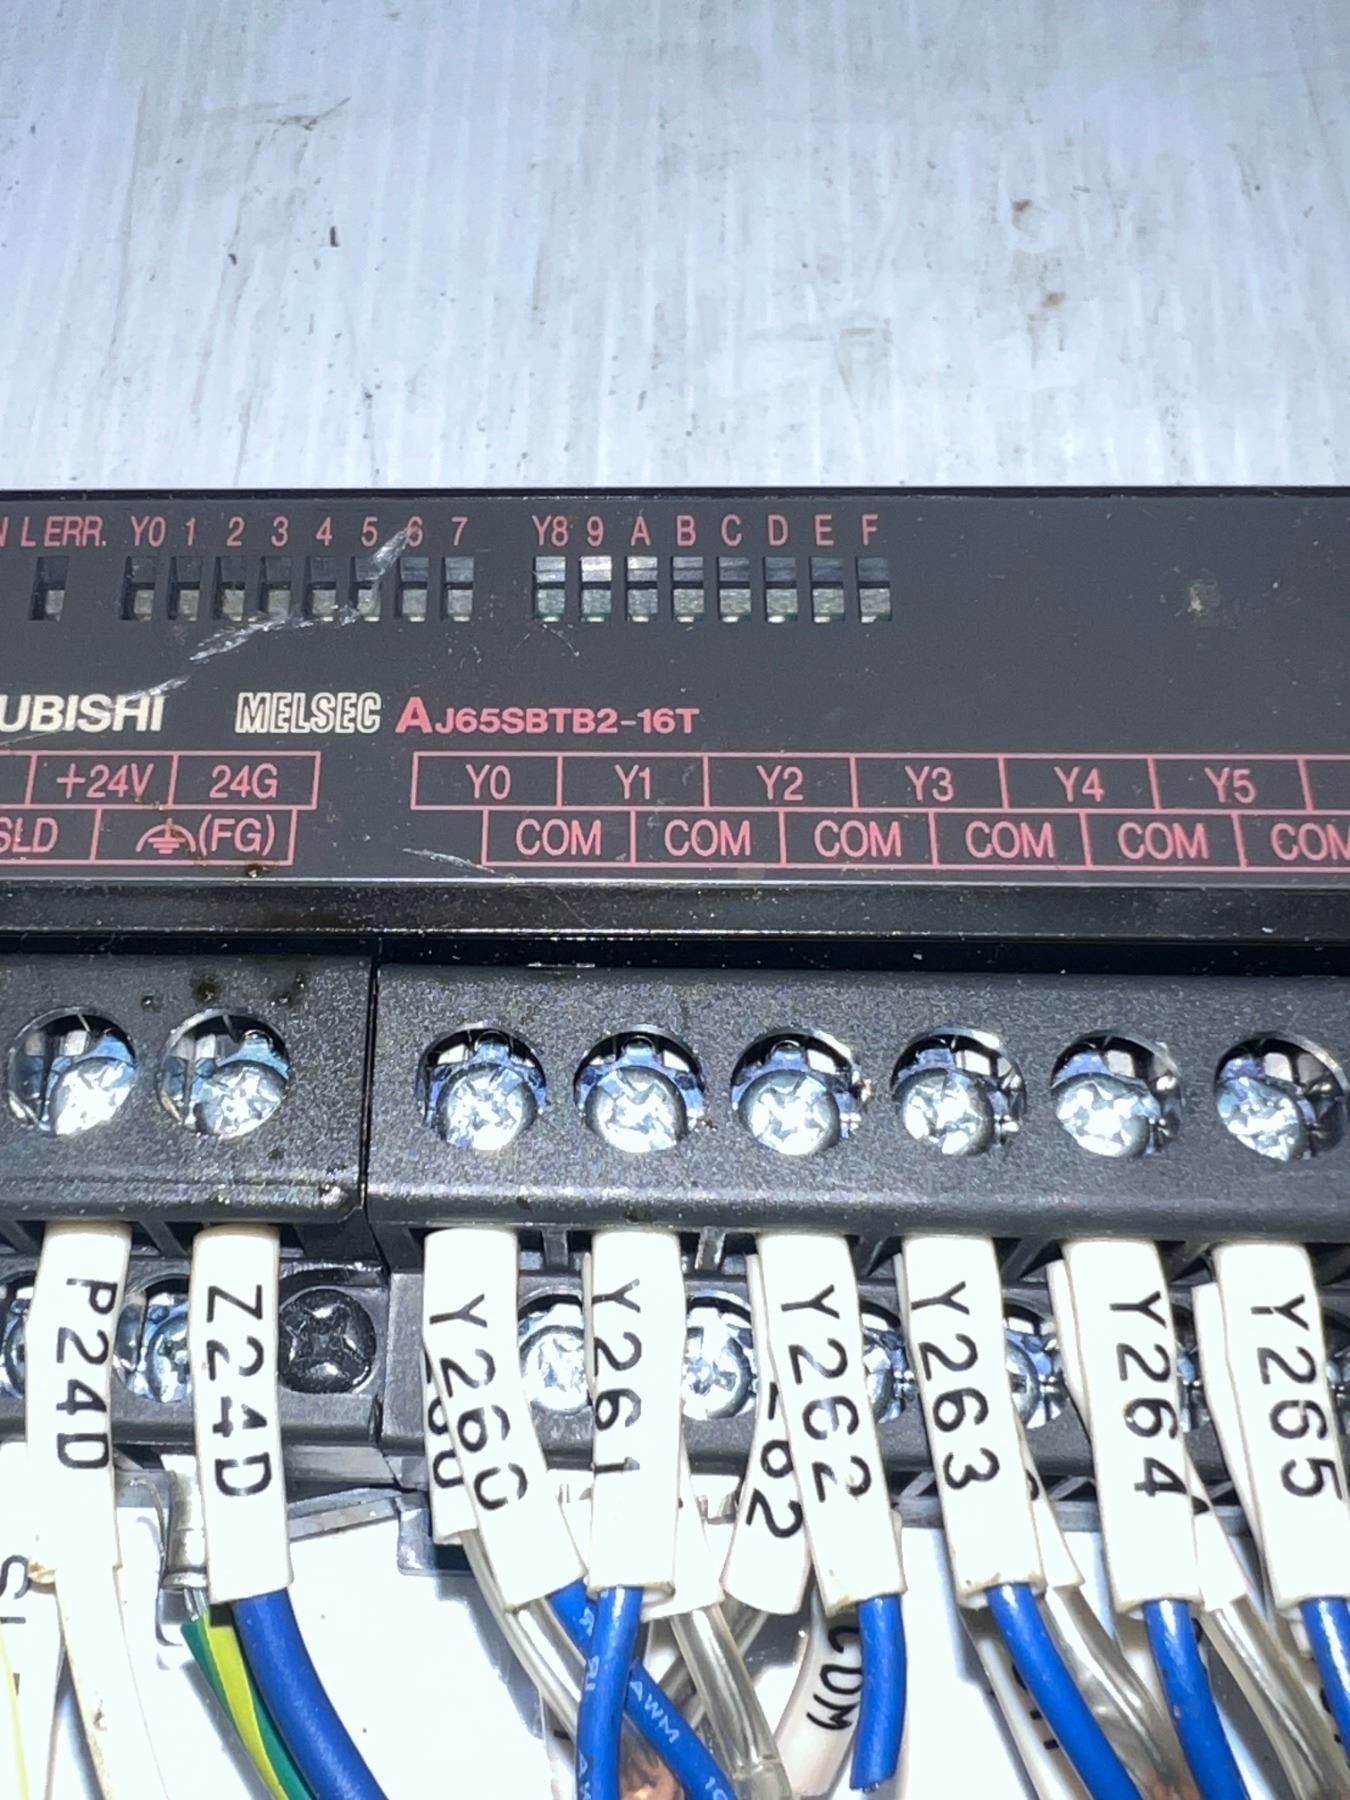 N L ERR. Y0 1 2 3 4 5 6 7 Y8 9 A B C D E F
UBISHI MELSEC AJ65SBTB2-16T
+24V 24G Y0 Y1 Y2 Y3 Y4 Y5
SLD (FG) COM COM COM COM COM COM
P24D Z24D Y260 Y261 Y262 Y263 Y264 Y265
COM
AWM